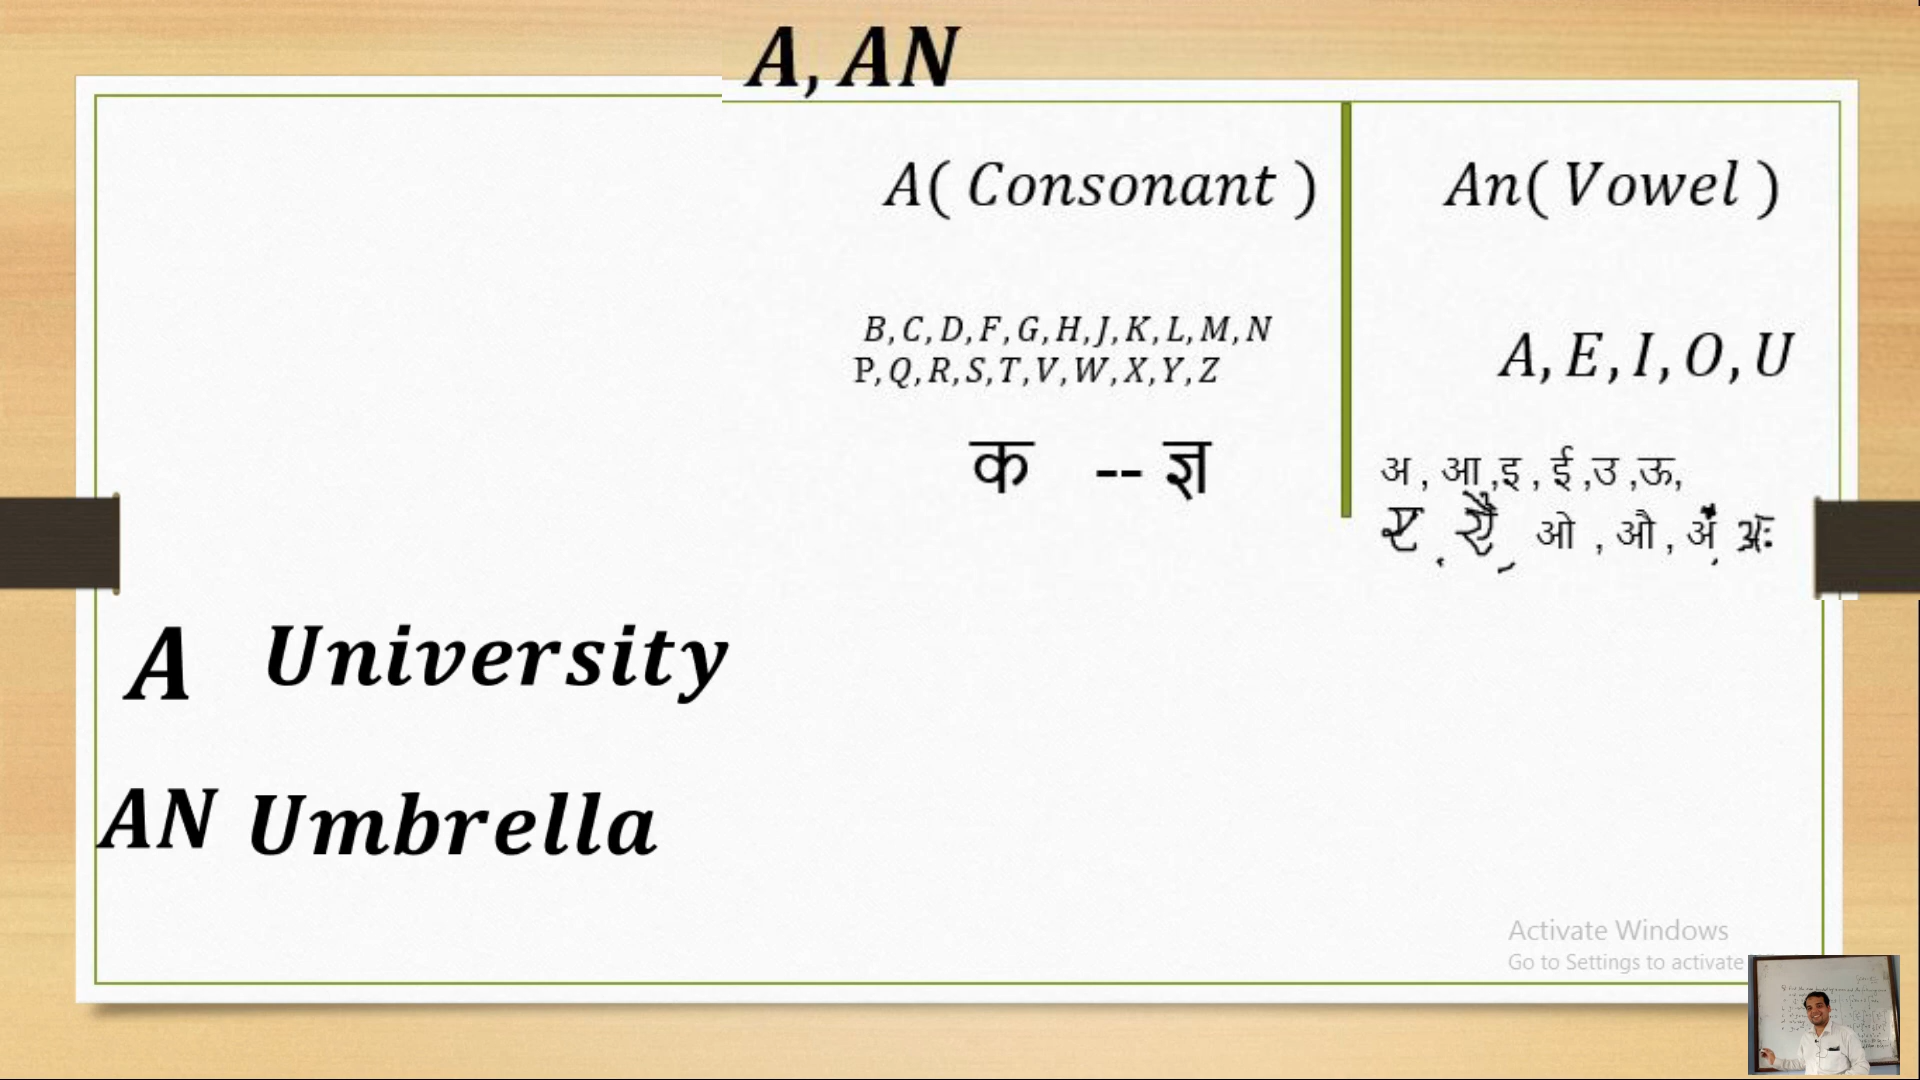 A, AN
A( Consonant )
An( Vowel )
B, C, D, F, G, H, J, K, L, M, N
P, Q, R, S, T, V, W, X, Y, Z
A, E, I, O, U
क -- ज्ञ
अ , आ ,इ , ई ,उ ,ऊ,
ए , ऐ , ओ , औ , अं , अः
A University
AN Umbrella
Activate Windows
Go to Settings to activate